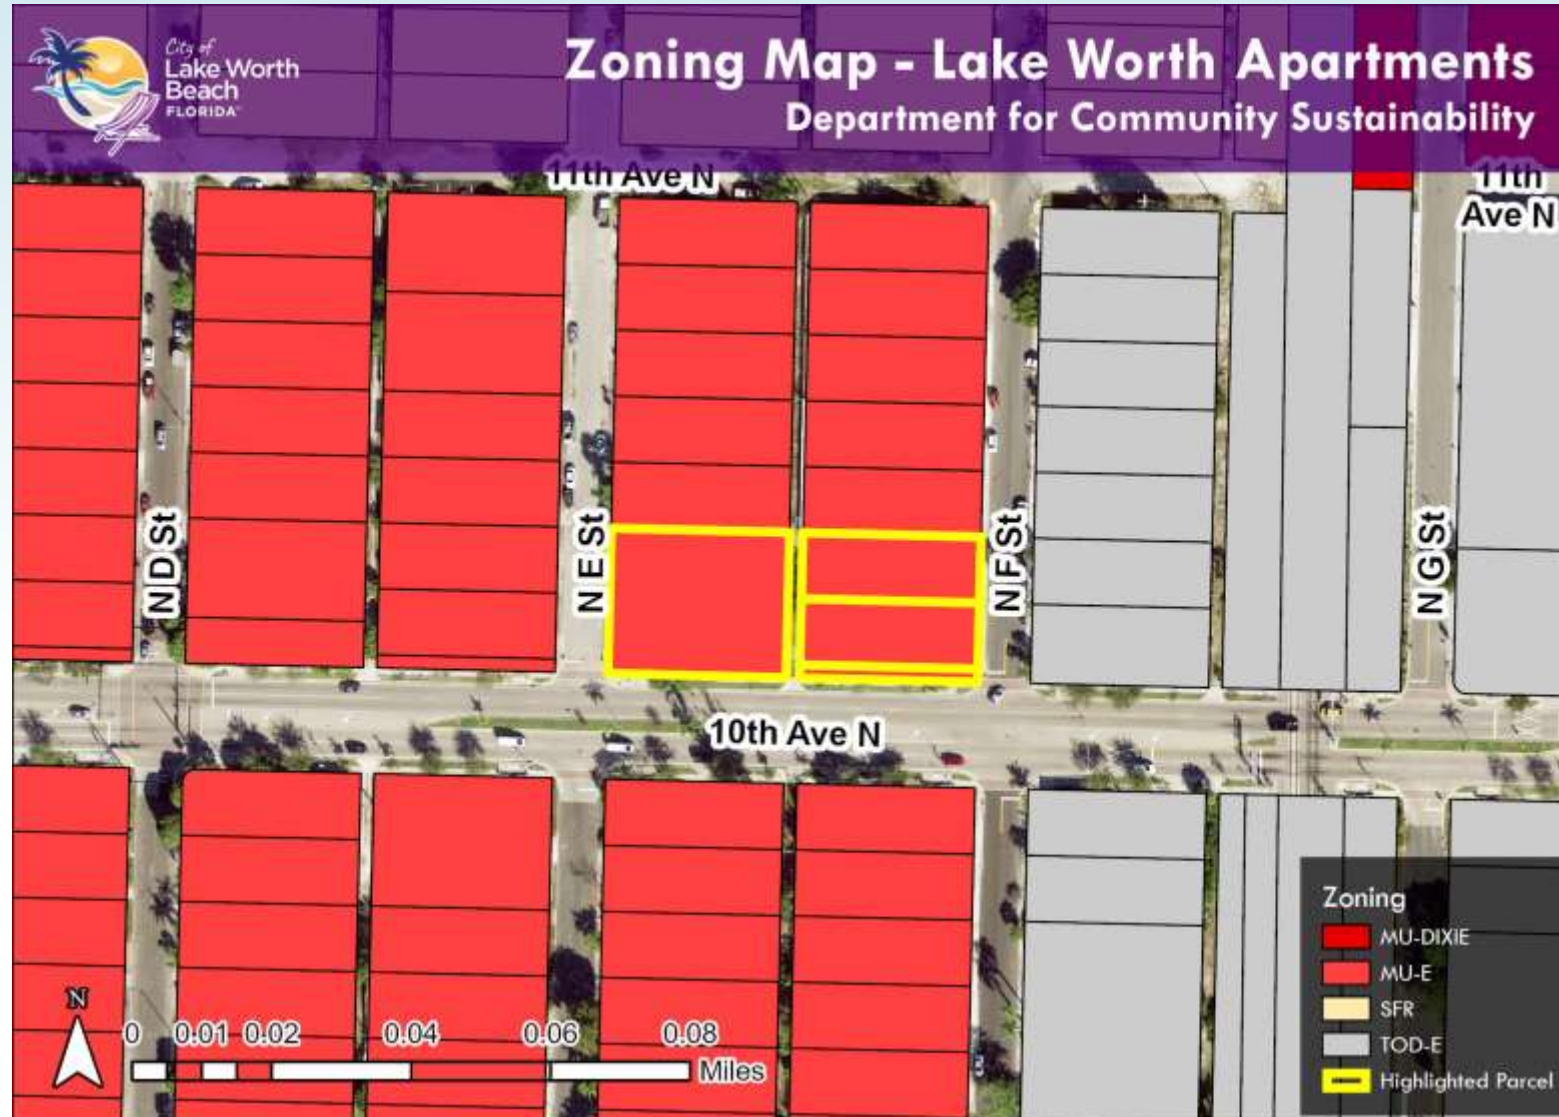 City of
Lake Worth
Beach
FLORIDA
Zoning Map - Lake Worth Apartments
Department for Community Sustainability
11th Ave N
11th
Ave N
N D St
N E St
N F St
N G St
10th Ave N
Zoning
MU-DIXIE
MU-E
SFR
TOD-E
Highlighted Parcel
N
0 0.01 0.02 0.04 0.06 0.08
Miles